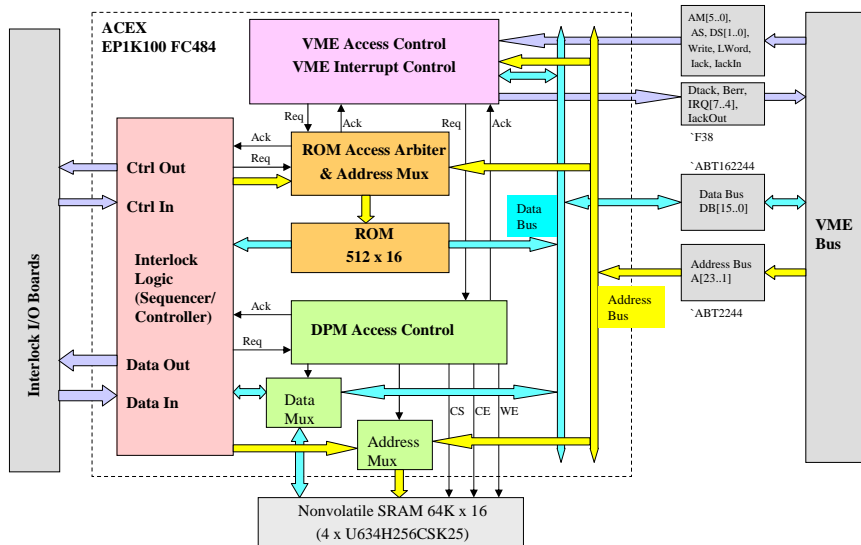 ACEX
EP1K100 FC484
VME Access Control
VME Interrupt Control
AM[5..0],
AS, DS[1..0],
Write, LWord,
Iack, IackIn
Dtack, Berr,
IRQ[7..4],
IackOut
`F38
`ABT162244
Req
Ack
Req
Ack
Ack
Req
ROM Access Arbiter
& Address Mux
Ctrl Out
Ctrl In
Data
Bus
Data Bus
DB[15..0]
VME
Bus
ROM
512 x 16
Interlock I/O Boards
Interlock
Logic
(Sequencer/
Controller)
Address Bus
A[23..1]
`ABT2244
Address
Bus
Ack
Req
DPM Access Control
Data Out
Data In
Data
Mux
CS
CE
WE
Address
Mux
Nonvolatile SRAM 64K x 16
(4 x U634H256CSK25)